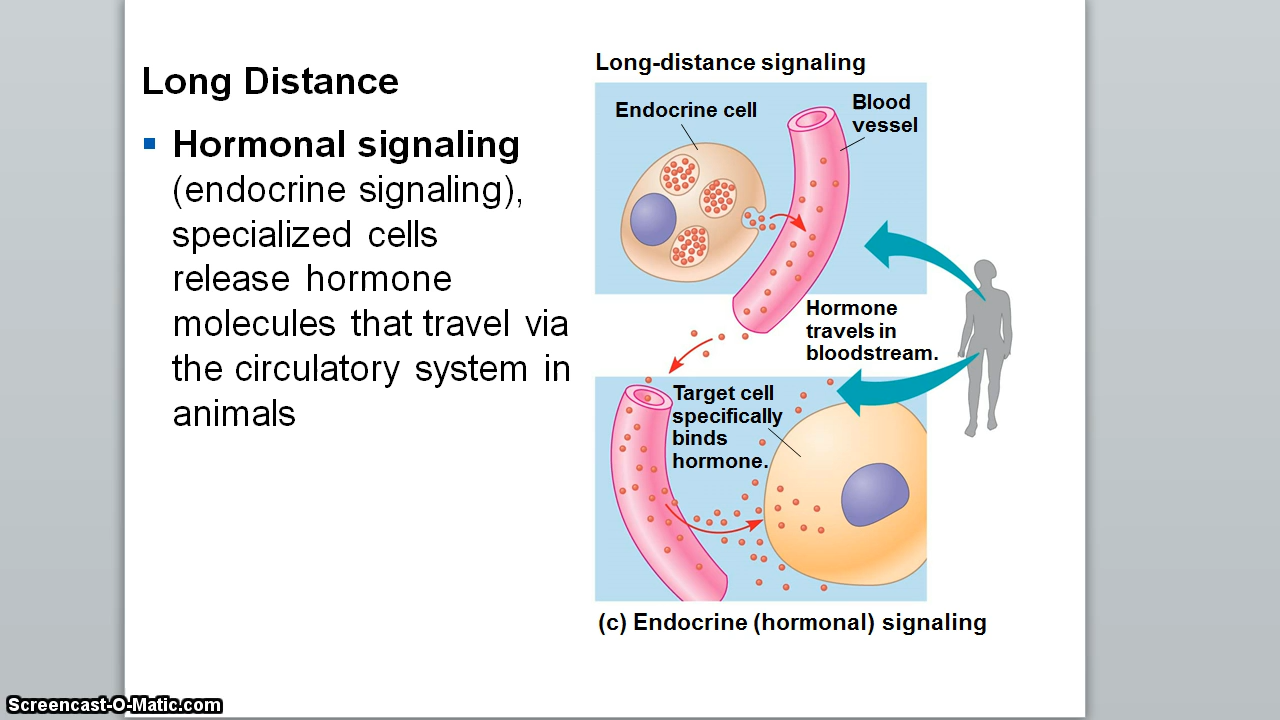 Long Distance
Hormonal signaling
(endocrine signaling),
specialized cells
release hormone
molecules that travel via
the circulatory system in
animals
Long-distance signaling
Endocrine cell
Blood
vessel
Hormone
travels in
bloodstream.
Target cell
specifically
binds
hormone.
(c) Endocrine (hormonal) signaling
Screencast-O-Matic.com